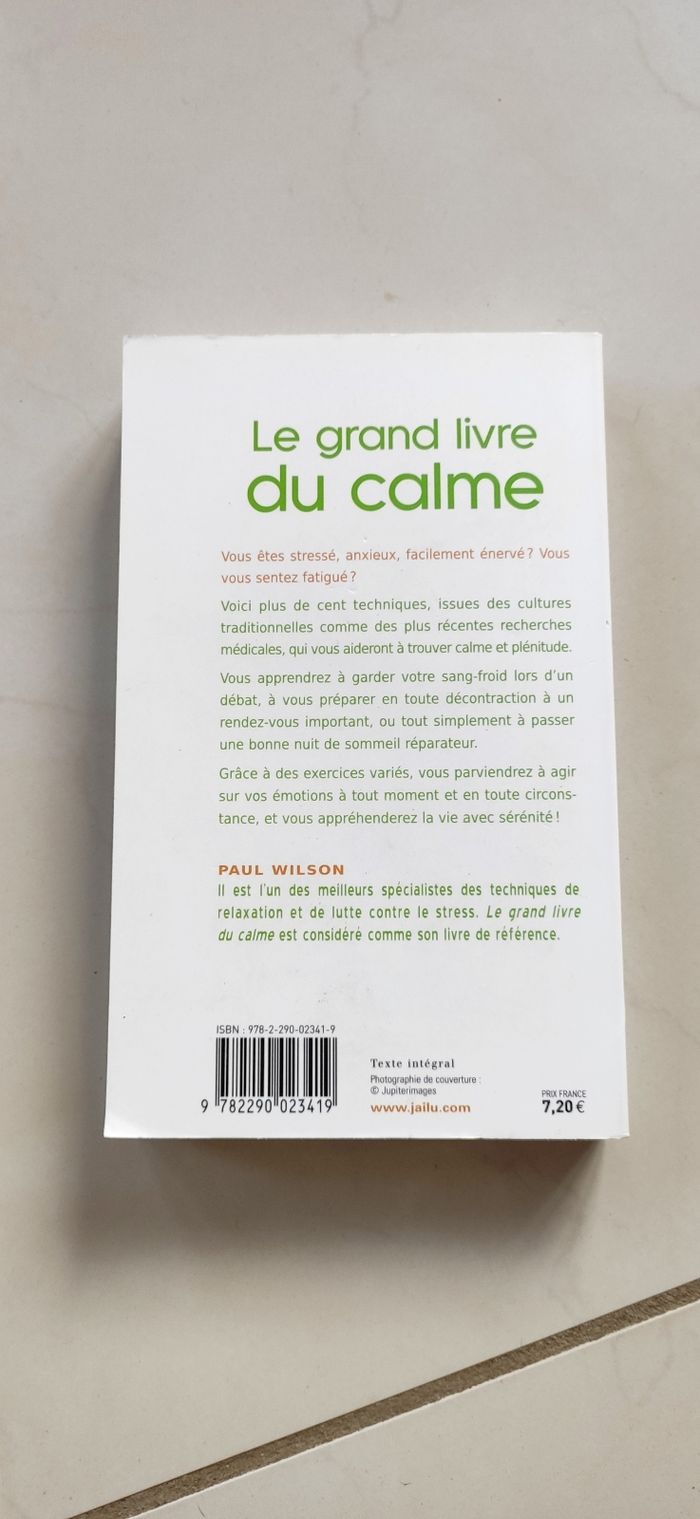 Le grand livre
du calme
Vous êtes stressé, anxieux, facilement énervé ? Vous
vous sentez fatigué ?
Voici plus de cent techniques, issues des cultures
traditionnelles comme des plus récentes recherches
médicales, qui vous aideront à trouver calme et plénitude.
Vous apprendrez à garder votre sang-froid lors d'un
débat, à vous préparer en toute décontraction à un
rendez-vous important, ou tout simplement à passer
une bonne nuit de sommeil réparateur.
Grâce à des exercices variés, vous parviendrez à agir
sur vos émotions à tout moment et en toute circons-
tance, et vous appréhenderez la vie avec sérénité !
PAUL WILSON
Il est l'un des meilleurs spécialistes des techniques de
relaxation et de lutte contre le stress. Le grand livre
du calme est considéré comme son livre de référence.
ISBN : 978-2-290-02341-9
9 782290 023419
Texte intégral
Photographie de couverture :
© Jupiterimages
www.jailu.com
PRIX FRANCE
7,20 €